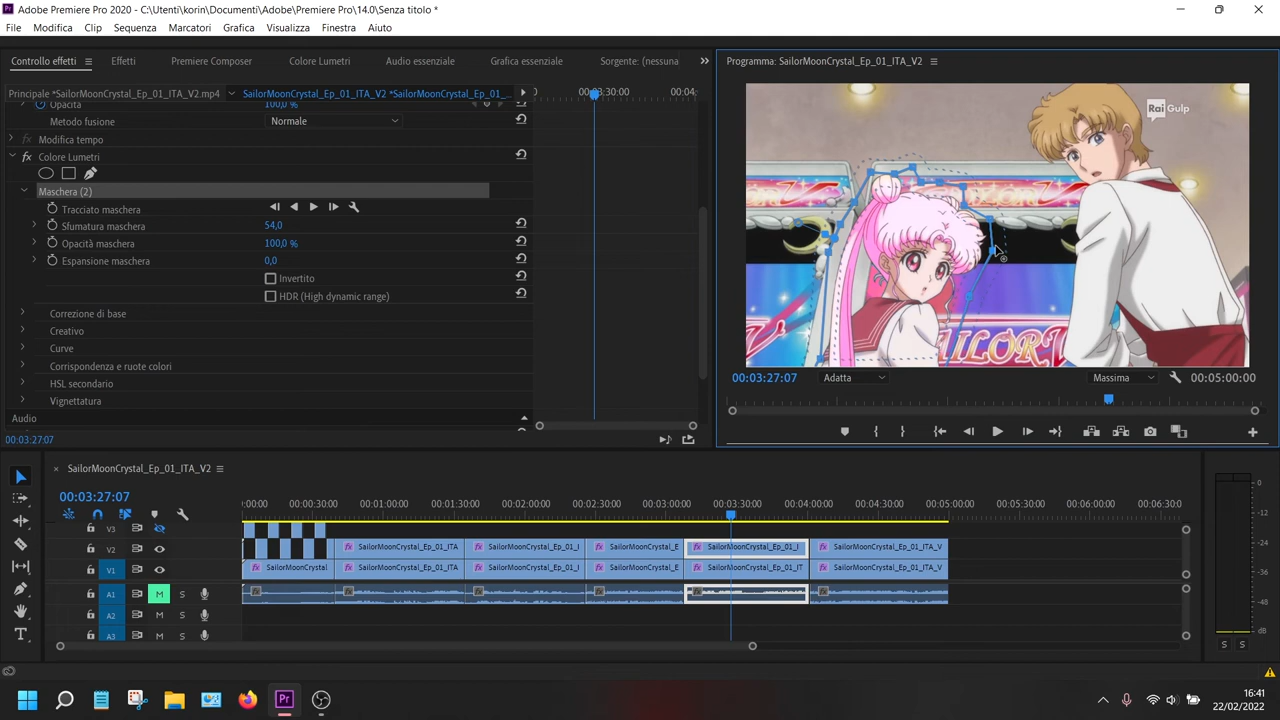 Adobe Premiere Pro 2020 - C:\Utenti\korin\Documenti\Adobe\Premiere Pro\14.0\Senza titolo *
File Modifica Clip Sequenza Marcatori Grafica Visualizza Finestra Aiuto
Controllo effetti Effetti Premiere Composer Colore Lumetri Audio essenziale Grafica essenziale Sorgente: (nessuna
Programma: SailorMoonCrystal_Ep_01_ITA_V2
Principale *SailorMoonCrystal_Ep_01_ITA_V2.mp4 SailorMoonCrystal_Ep_01_ITA_V2 *SailorMoonCrystal_Ep_01_...
00:03:30:00 00:04:
Opacità 100,0 %
Metodo fusione Normale
Modifica tempo
fx Colore Lumetri
Maschera (2)
Tracciato maschera
Sfumatura maschera 54,0
Opacità maschera 100,0 %
Espansione maschera 0,0
Invertito
HDR (High dynamic range)
Correzione di base
Creativo
Curve
Corrispondenza e ruote colori
HSL secondario
Vignettatura
Audio
00:03:27:07
Rai Gulp
SAILOR
00:03:27:07 Adatta Massima 00:05:00:00
SailorMoonCrystal_Ep_01_ITA_V2
00:03:27:07
:00:00 00:00:30:00 00:01:00:00 00:01:30:00 00:02:00:00 00:02:30:00 00:03:00:00 00:03:30:00 00:04:00:00 00:04:30:00 00:05:00:00 00:05:30:00 00:06:00:00 00:06:30:00
V3
V2 SailorMoonCrystal_Ep_01_ITA SailorMoonCrystal_Ep_01_I SailorMoonCrystal_E SailorMoonCrystal_Ep_01_I SailorMoonCrystal_Ep_01_ITA_V
V1 SailorMoonCrystal SailorMoonCrystal_Ep_01_ITA SailorMoonCrystal_Ep_01_I SailorMoonCrystal_E SailorMoonCrystal_Ep_01_IT SailorMoonCrystal_Ep_01_ITA_V
A1 M S
A2 M S
A3 M S
0
-12
-24
-36
dB
S S
16:41
22/02/2022